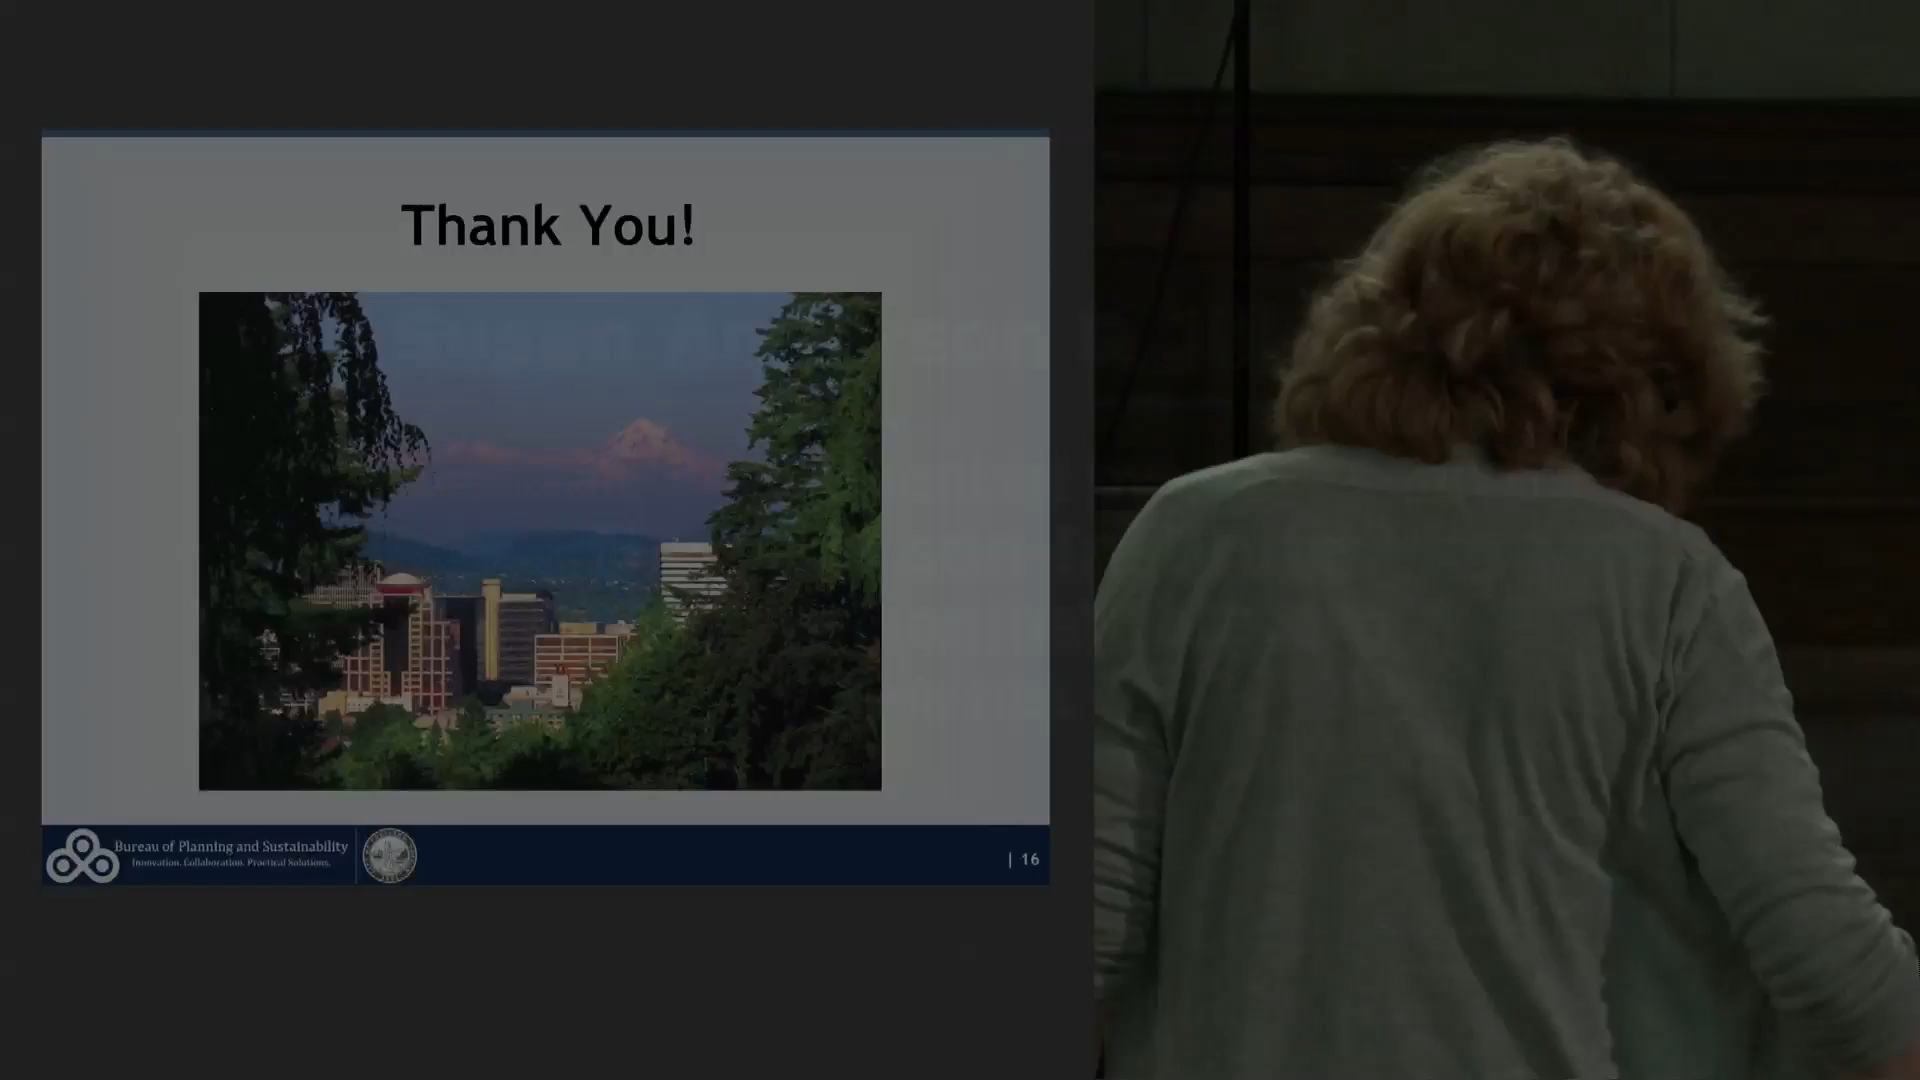 Thank You!
Bureau of Planning and Sustainability
Innovation. Collaboration. Practical Solutions.
| 16